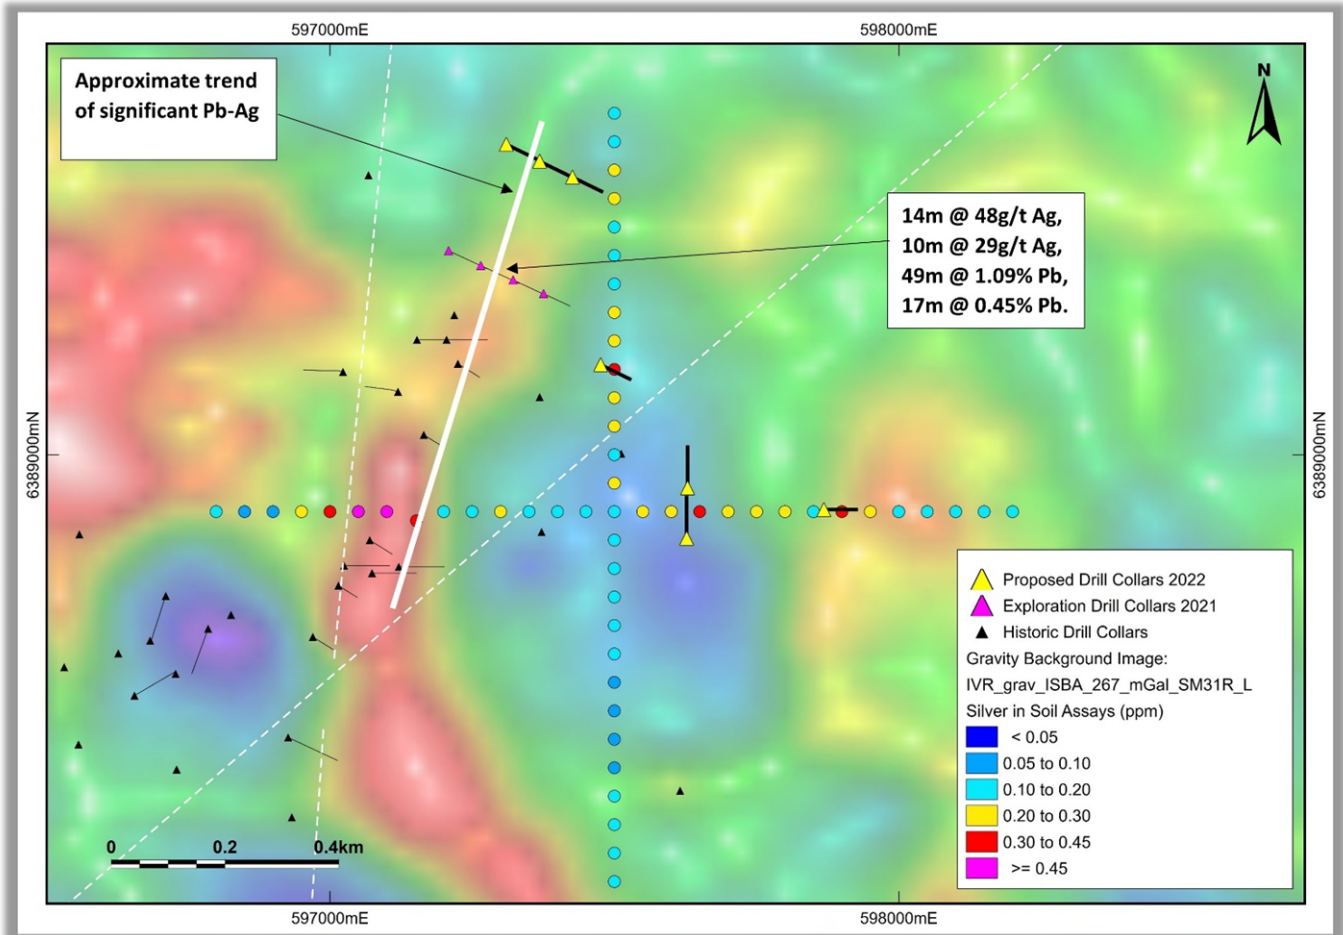 597000mE
598000mE
Approximate trend
of significant Pb-Ag
N
14m @ 48g/t Ag,
10m @ 29g/t Ag,
49m @ 1.09% Pb,
17m @ 0.45% Pb.
6389000mN
6389000mN
Proposed Drill Collars 2022
Exploration Drill Collars 2021
Historic Drill Collars
Gravity Background Image:
IVR_grav_ISBA_267_mGal_SM31R_L
Silver in Soil Assays (ppm)
< 0.05
0.05 to 0.10
0.10 to 0.20
0.20 to 0.30
0.30 to 0.45
>= 0.45
0 0.2 0.4km
597000mE
598000mE